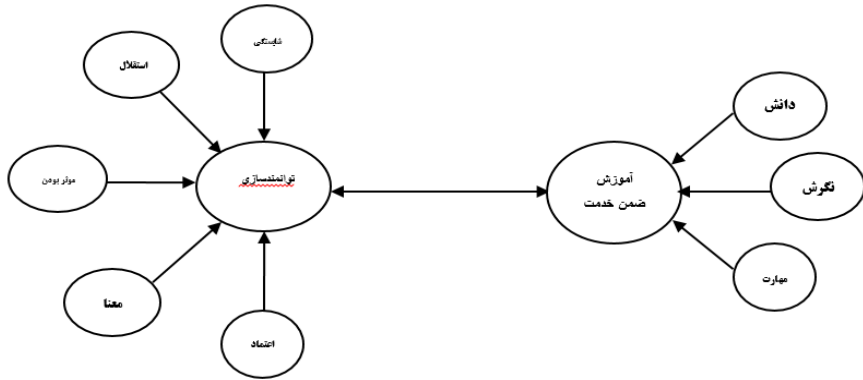 شایستگی
استقلال
دانش
موثر بودن
توانمندسازی
آموزش
ضمن خدمت
نگرش
معنا
مهارت
اعتماد